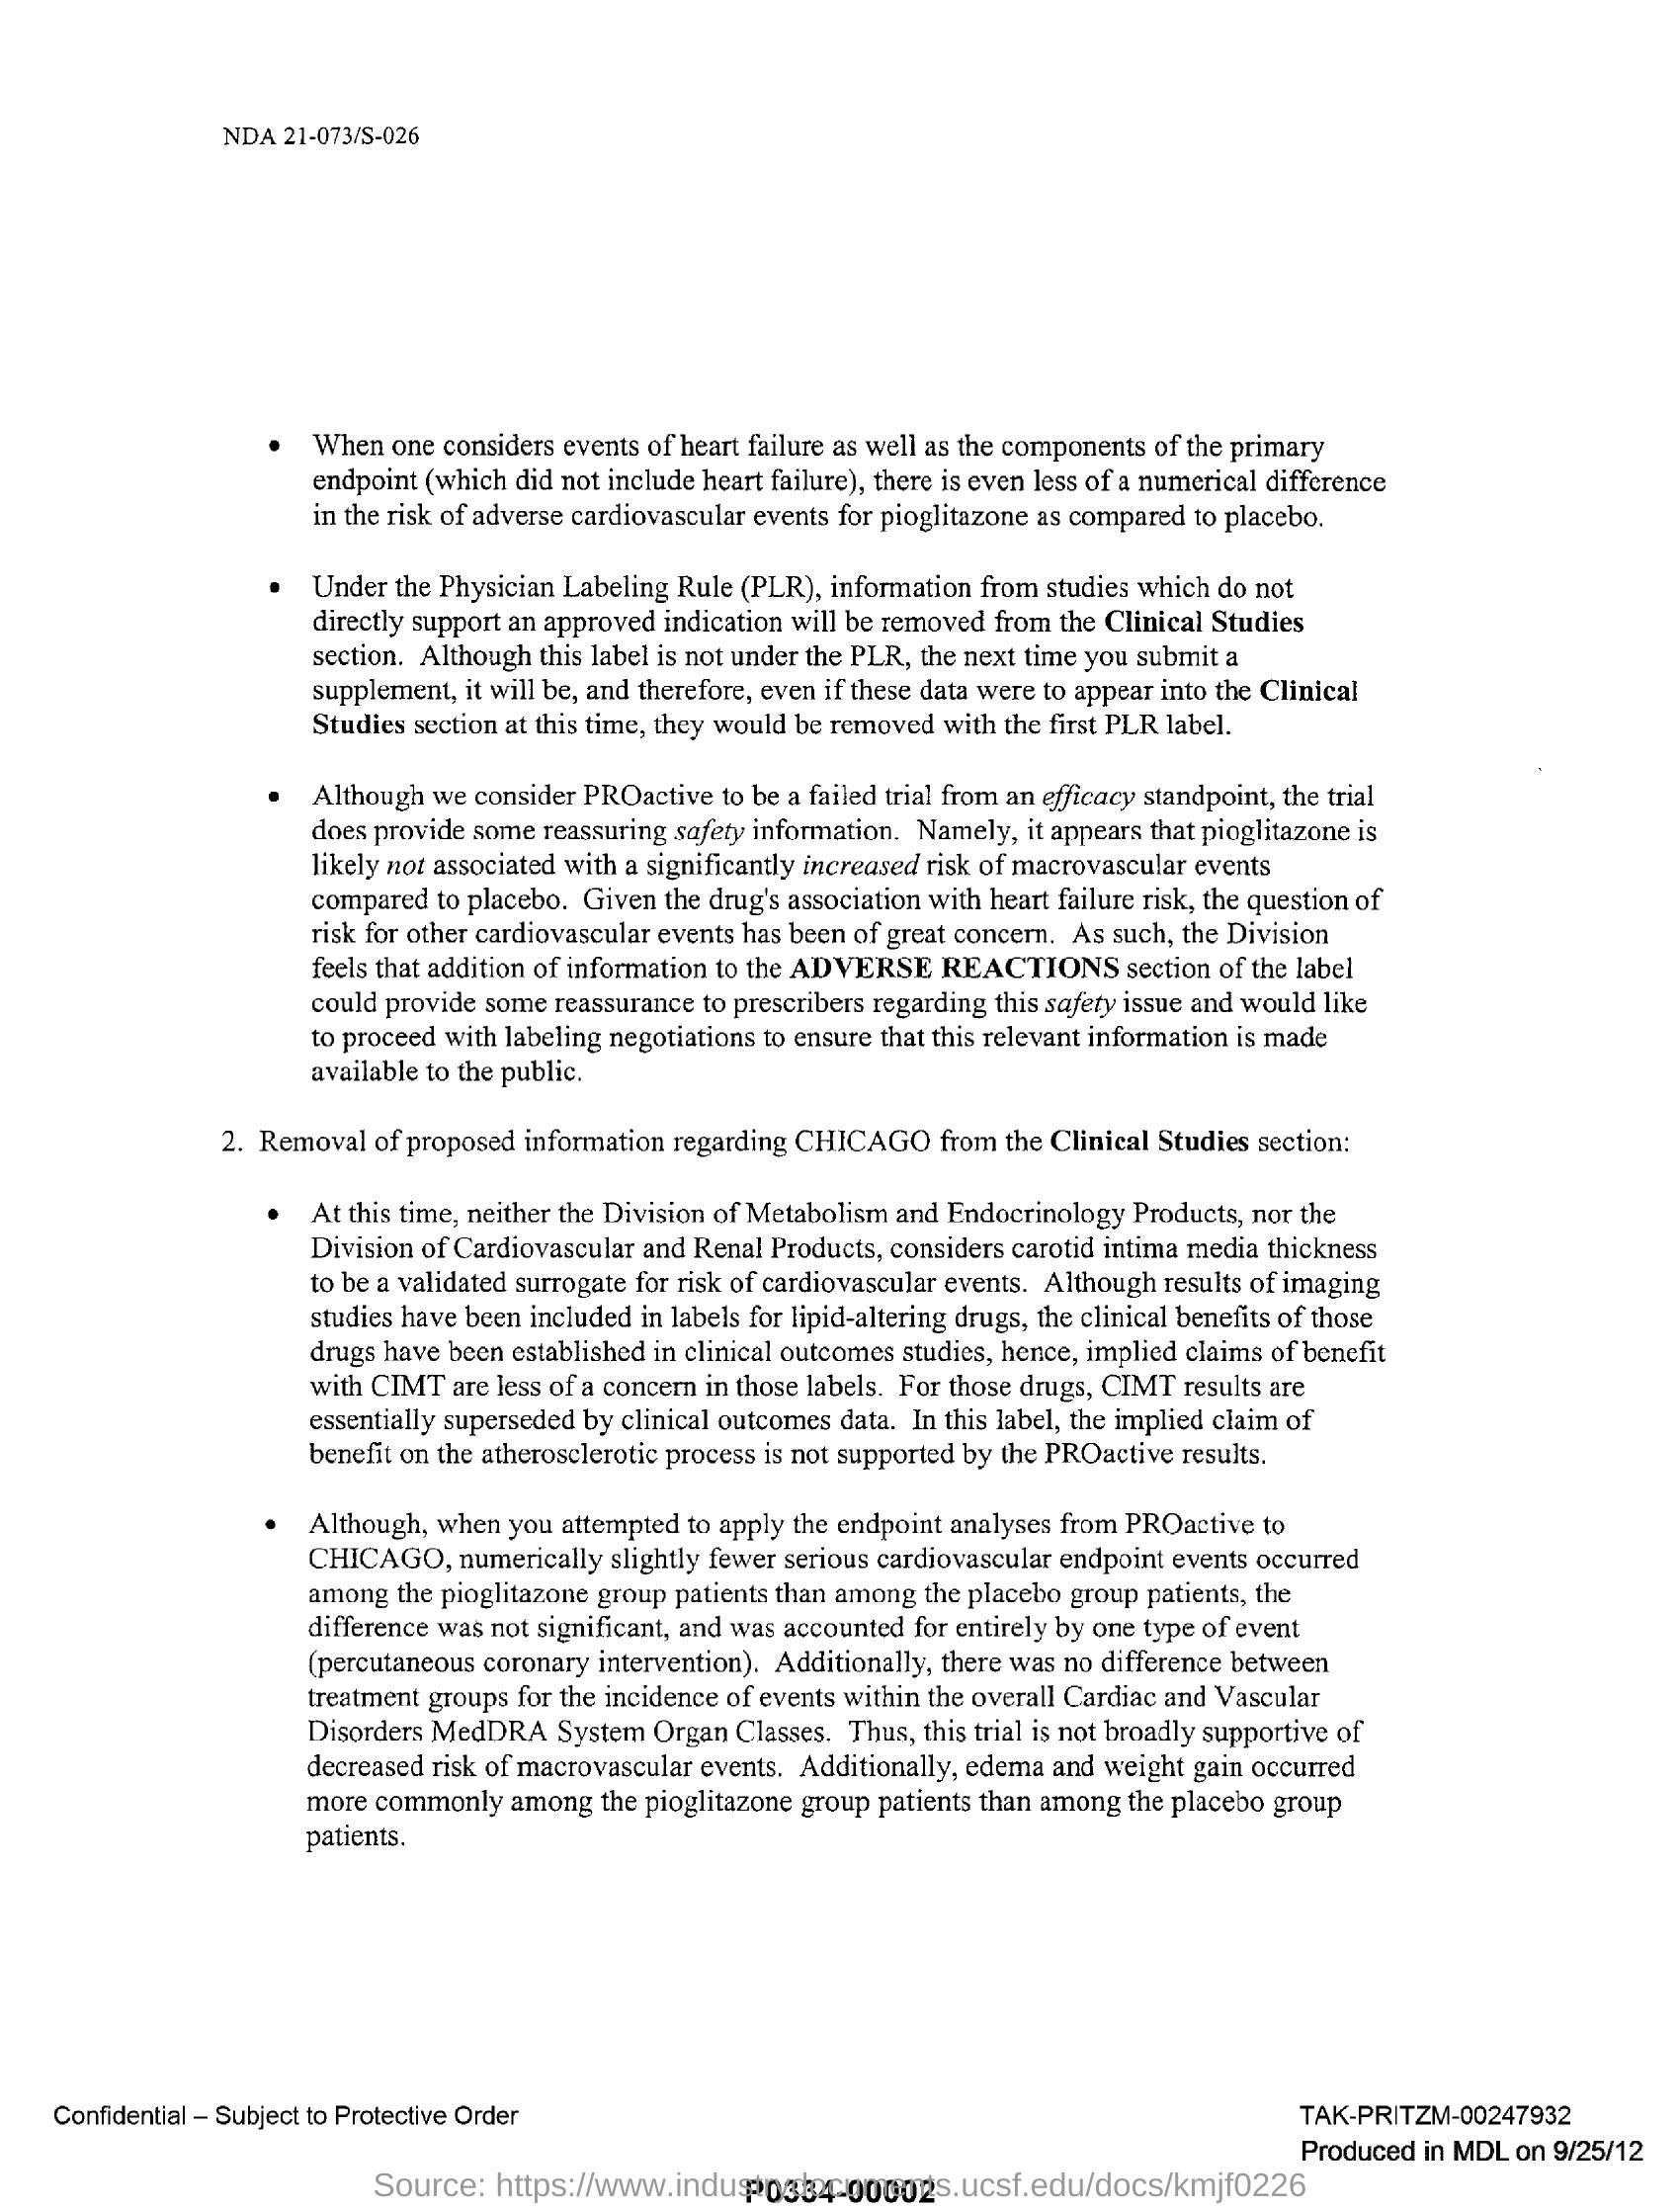 NDA 21-073/S-026
• When one considers events of heart failure as well as the components of the primary
endpoint (which did not include heart failure), there is even less of a numerical difference
in the risk of adverse cardiovascular events for pioglitazone as compared to placebo.
• Under the Physician Labeling Rule (PLR), information from studies which do not
directly support an approved indication will be removed from the Clinical Studies
section. Although this label is not under the PLR, the next time you submit a
supplement, it will be, and therefore, even if these data were to appear into the Clinical
Studies section at this time, they would be removed with the first PLR label.
• Although we consider PROactive to be a failed trial from an efficacy standpoint, the trial
does provide some reassuring safety information. Namely, it appears that pioglitazone is
likely not associated with a significantly increased risk of macrovascular events
compared to placebo. Given the drug's association with heart failure risk, the question of
risk for other cardiovascular events has been of great concern. As such, the Division
feels that addition of information to the ADVERSE REACTIONS section of the label
could provide some reassurance to prescribers regarding this safety issue and would like
to proceed with labeling negotiations to ensure that this relevant information is made
available to the public.
2. Removal of proposed information regarding CHICAGO from the Clinical Studies section:
• At this time, neither the Division of Metabolism and Endocrinology Products, nor the
Division of Cardiovascular and Renal Products, considers carotid intima media thickness
to be a validated surrogate for risk of cardiovascular events. Although results of imaging
studies have been included in labels for lipid-altering drugs, the clinical benefits of those
drugs have been established in clinical outcomes studies, hence, implied claims of benefit
with CIMT are less of a concern in those labels. For those drugs, CIMT results are
essentially superseded by clinical outcomes data. In this label, the implied claim of
benefit on the atherosclerotic process is not supported by the PROactive results.
• Although, when you attempted to apply the endpoint analyses from PROactive to
CHICAGO, numerically slightly fewer serious cardiovascular endpoint events occurred
among the pioglitazone group patients than among the placebo group patients, the
difference was not significant, and was accounted for entirely by one type of event
(percutaneous coronary intervention). Additionally, there was no difference between
treatment groups for the incidence of events within the overall Cardiac and Vascular
Disorders MedDRA System Organ Classes. Thus, this trial is not broadly supportive of
decreased risk of macrovascular events. Additionally, edema and weight gain occurred
more commonly among the pioglitazone group patients than among the placebo group
patients.
Confidential – Subject to Protective Order
TAK-PRITZM-00247932
Produced in MDL on 9/25/12
Source: https://www.industrydocuments.ucsf.edu/docs/kmjf0226
P0334-00002